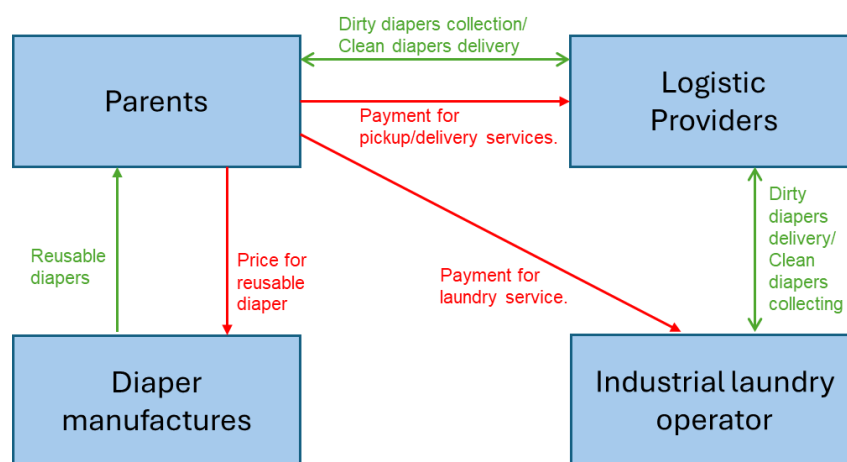 Dirty diapers collection/
Clean diapers delivery
Parents
Logistic
Providers
Payment for
pickup/delivery services.
Reusable
diapers
Price for
reusable
diaper
Payment for
laundry service.
Dirty
diapers
delivery/
Clean
diapers
collecting
Diaper
manufactures
Industrial laundry
operator